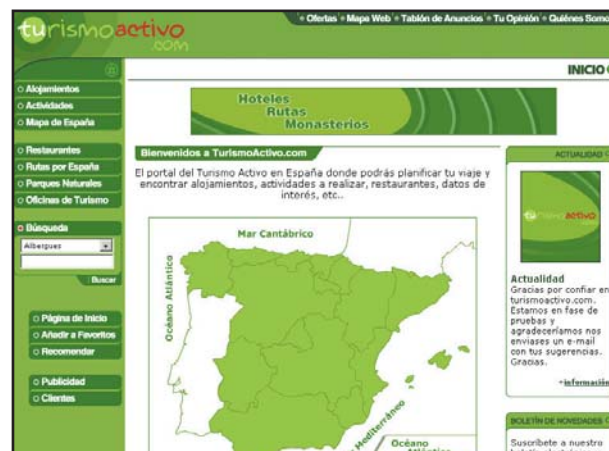 turismoactivo
.com
Ofertas Mapa Web Tablón de Anuncios Tu Opinión Quiénes Somo
INICIO
Alojamientos
Actividades
Mapa de España
Restaurantes
Rutas por España
Parques Naturales
Oficinas de Turismo
Búsqueda
Albergues
Buscar
Página de Inicio
Añadir a Favoritos
Recomendar
Publicidad
Clientes
Hoteles
Rutas
Monasterios
Bienvenidos a TurismoActivo.com
El portal del Turismo Activo en España donde podrás planificar tu viaje y
encontrar alojamientos, actividades a realizar, restaurantes, datos de
interés, etc..
Mar Cantábrico
Océano Atlántico
Mediterráneo
Océano
ACTUALIDAD
turismoactivo
Actualidad
Gracias por confiar en
turismoactivo.com.
Estamos en fase de
pruebas y
agradeceríamos nos
enviases un e-mail
con tus sugerencias.
Gracias.
+información
BOLETÍN DE NOVEDADES
Suscríbete a nuestro